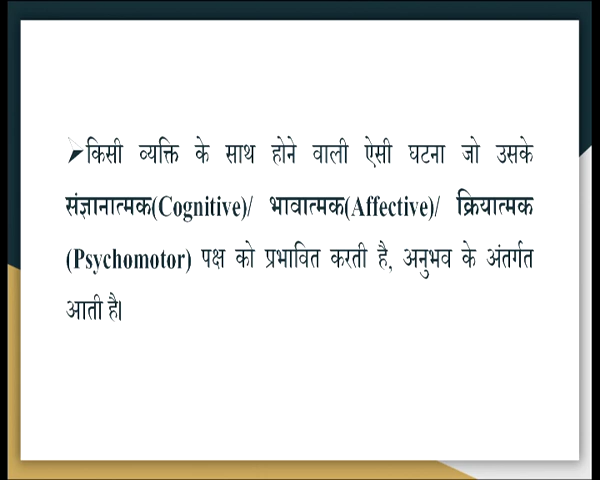 ➤किसी व्यक्ति के साथ होने वाली ऐसी घटना जो उसके
संज्ञानात्मक(Cognitive)/ भावात्मक(Affective)/ क्रियात्मक
(Psychomotor) पक्ष को प्रभावित करती है, अनुभव के अंतर्गत
आती है।